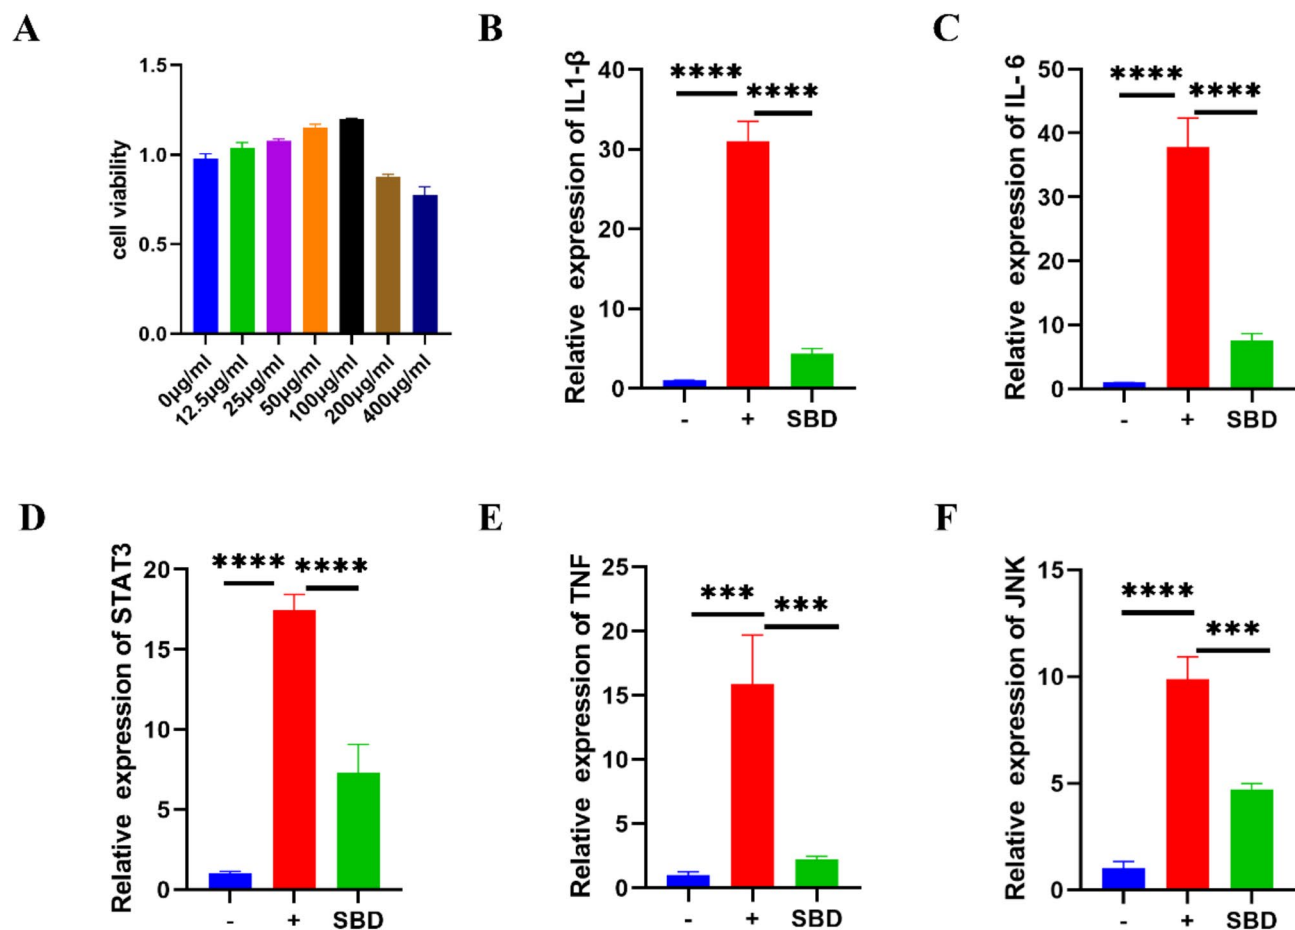 A
cell viability
1.5
1.0
0.5
0.0
0μg/ml
12.5μg/ml
25μg/ml
50μg/ml
100μg/ml
200μg/ml
400μg/ml
B
Relative expression of IL1-β
40
30
20
10
0
**** ****
- + SBD
C
Relative expression of IL- 6
50
40
30
20
10
0
**** ****
- + SBD
D
Relative expression of STAT3
20
15
10
5
0
**** ****
- + SBD
E
Relative expression of TNF
25
20
15
10
5
0
*** ***
- + SBD
F
Relative expression of JNK
15
10
5
0
****
***
- + SBD